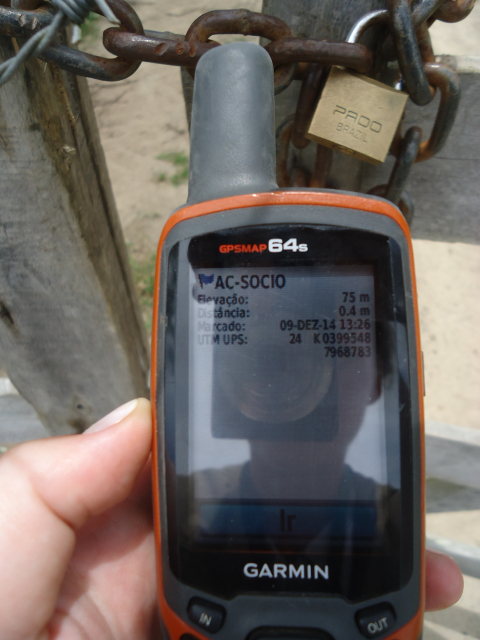 PADO
BRAZIL
GPSMAP 64s
AC-SOCIO
Elevação: 75 m
Distância: 0.4 m
Marcado: 09-DEZ-14 13:26
UTM UPS: 24 K 0399548
7968783
Ir
GARMIN
IN
OUT